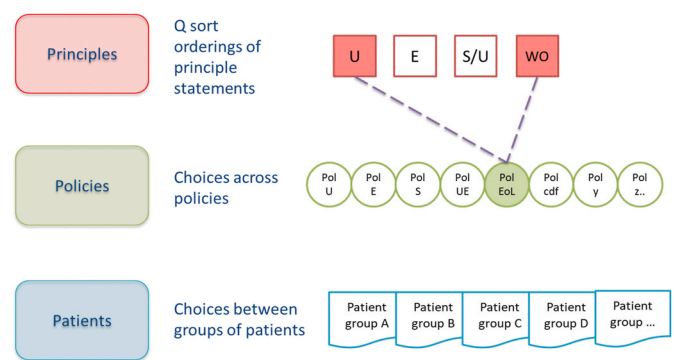 Principles
Q sort
orderings of
principle
statements
U
E
S/U
WO
Policies
Choices across
policies
Pol
U
Pol
E
Pol
S
Pol
UE
Pol
EoL
Pol
cdf
Pol
y
Pol
z..
Patients
Choices between
groups of patients
Patient
group A
Patient
group B
Patient
group C
Patient
group D
Patient
group ...